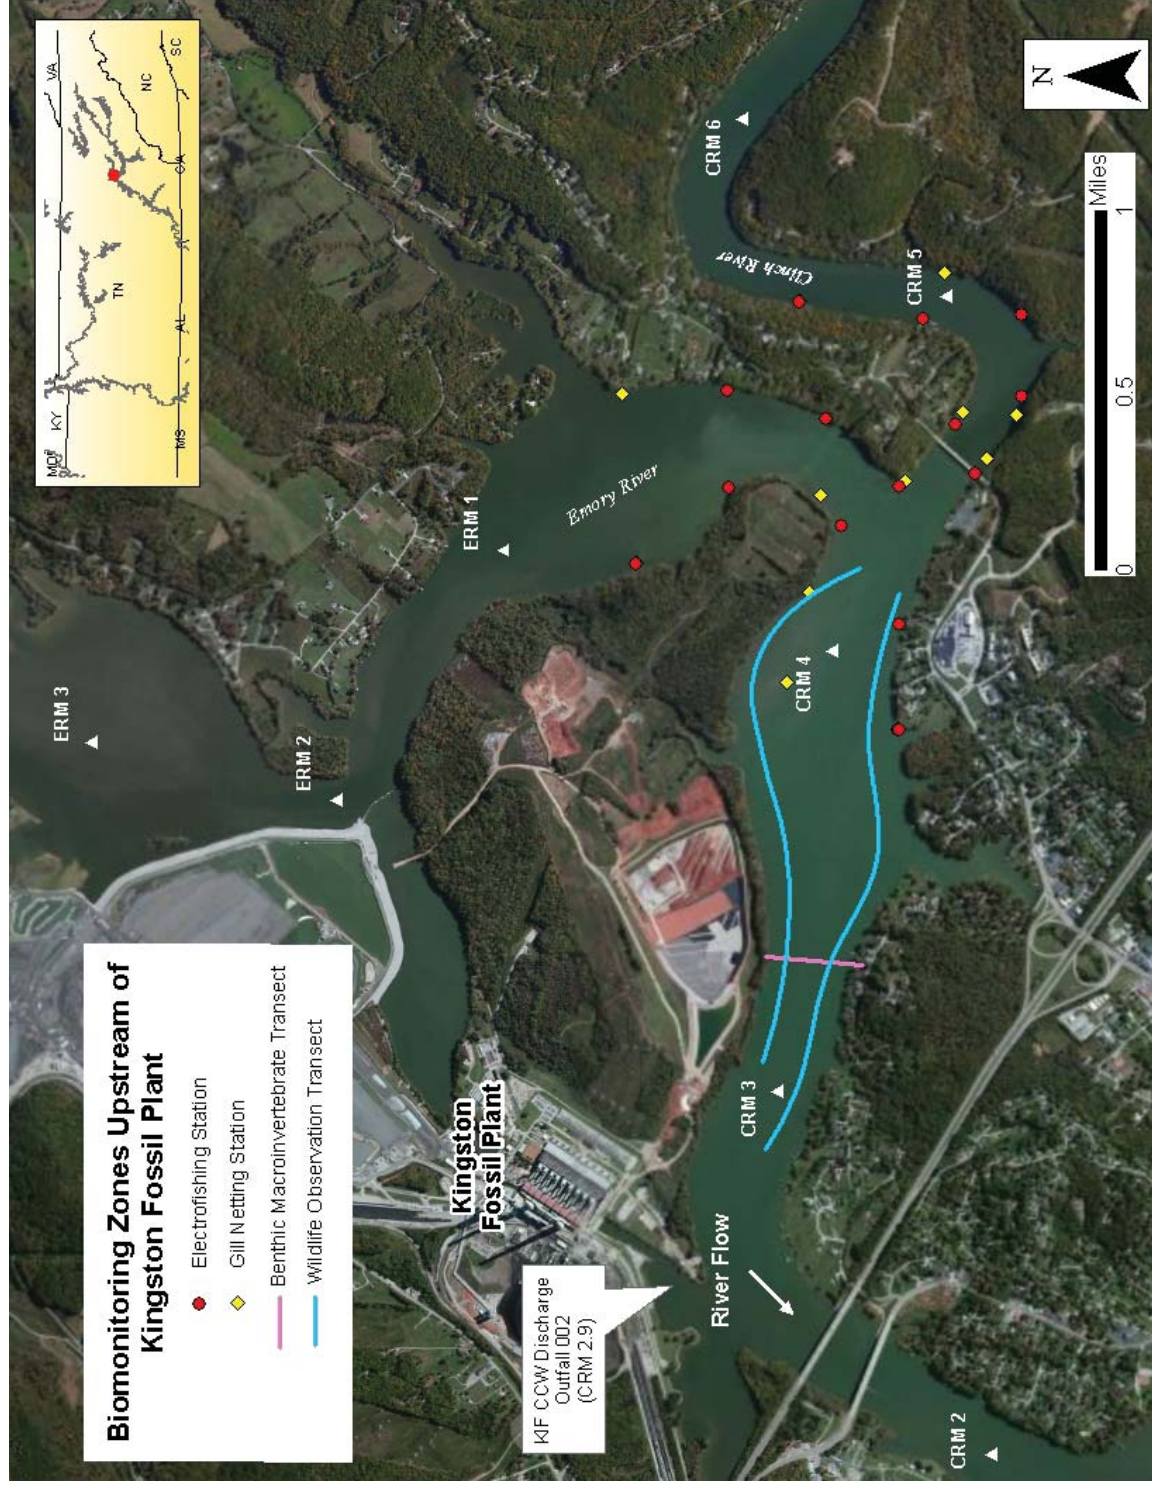 Biomonitoring Zones Upstream of
Kingston Fossil Plant
Electrofishing Station
Gill Netting Station
Benthic Macroinvertebrate Transect
Wildlife Observation Transect
VA
KY
NC
SC
TN
GA
AL
MS
N
Miles
0
0.5
1
ERM 3
ERM 2
ERM 1
Emory River
Clinch River
CRM 6
CRM 5
CRM 4
CRM 3
CRM 2
Kingston
Fossil Plant
KIF CCW Discharge
Outfall 002
(CRM 2.9)
River Flow